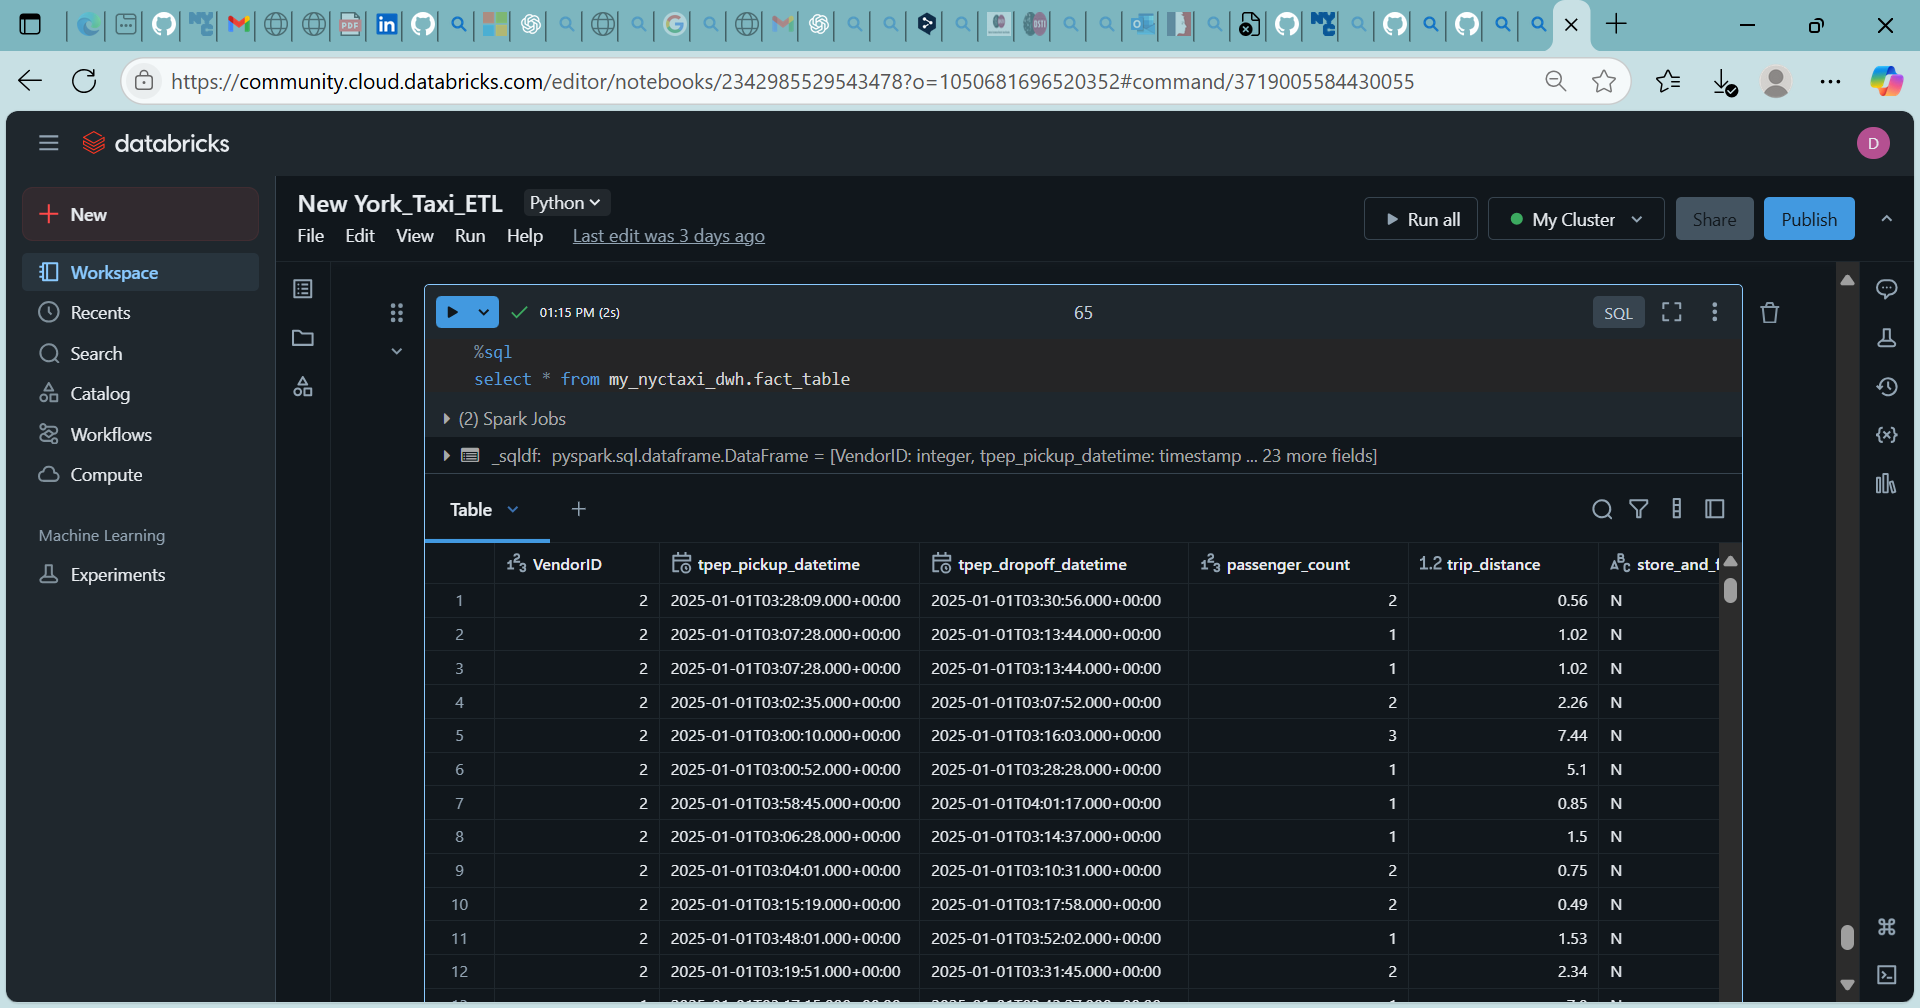 https://community.cloud.databricks.com/editor/notebooks/2342985529543478?o=1050681696520352#command/3719005584430055
databricks
D
New
Workspace
Recents
Search
Catalog
Workflows
Compute
Machine Learning
Experiments
New York_Taxi_ETL Python
File Edit View Run Help Last edit was 3 days ago
Run all My Cluster Share Publish
01:15 PM (2s) 65 SQL
%sql
select * from my_nyctaxi_dwh.fact_table
(2) Spark Jobs
_sqldf: pyspark.sql.dataframe.DataFrame = [VendorID: integer, tpep_pickup_datetime: timestamp ... 23 more fields]
Table
VendorID tpep_pickup_datetime tpep_dropoff_datetime passenger_count 1.2 trip_distance store_and_f
1 2 2025-01-01T03:28:09.000+00:00 2025-01-01T03:30:56.000+00:00 2 0.56 N
2 2 2025-01-01T03:07:28.000+00:00 2025-01-01T03:13:44.000+00:00 1 1.02 N
3 2 2025-01-01T03:07:28.000+00:00 2025-01-01T03:13:44.000+00:00 1 1.02 N
4 2 2025-01-01T03:02:35.000+00:00 2025-01-01T03:07:52.000+00:00 2 2.26 N
5 2 2025-01-01T03:00:10.000+00:00 2025-01-01T03:16:03.000+00:00 3 7.44 N
6 2 2025-01-01T03:00:52.000+00:00 2025-01-01T03:28:28.000+00:00 1 5.1 N
7 2 2025-01-01T03:58:45.000+00:00 2025-01-01T04:01:17.000+00:00 1 0.85 N
8 2 2025-01-01T03:06:28.000+00:00 2025-01-01T03:14:37.000+00:00 1 1.5 N
9 2 2025-01-01T03:04:01.000+00:00 2025-01-01T03:10:31.000+00:00 2 0.75 N
10 2 2025-01-01T03:15:19.000+00:00 2025-01-01T03:17:58.000+00:00 2 0.49 N
11 2 2025-01-01T03:48:01.000+00:00 2025-01-01T03:52:02.000+00:00 1 1.53 N
12 2 2025-01-01T03:19:51.000+00:00 2025-01-01T03:31:45.000+00:00 2 2.34 N